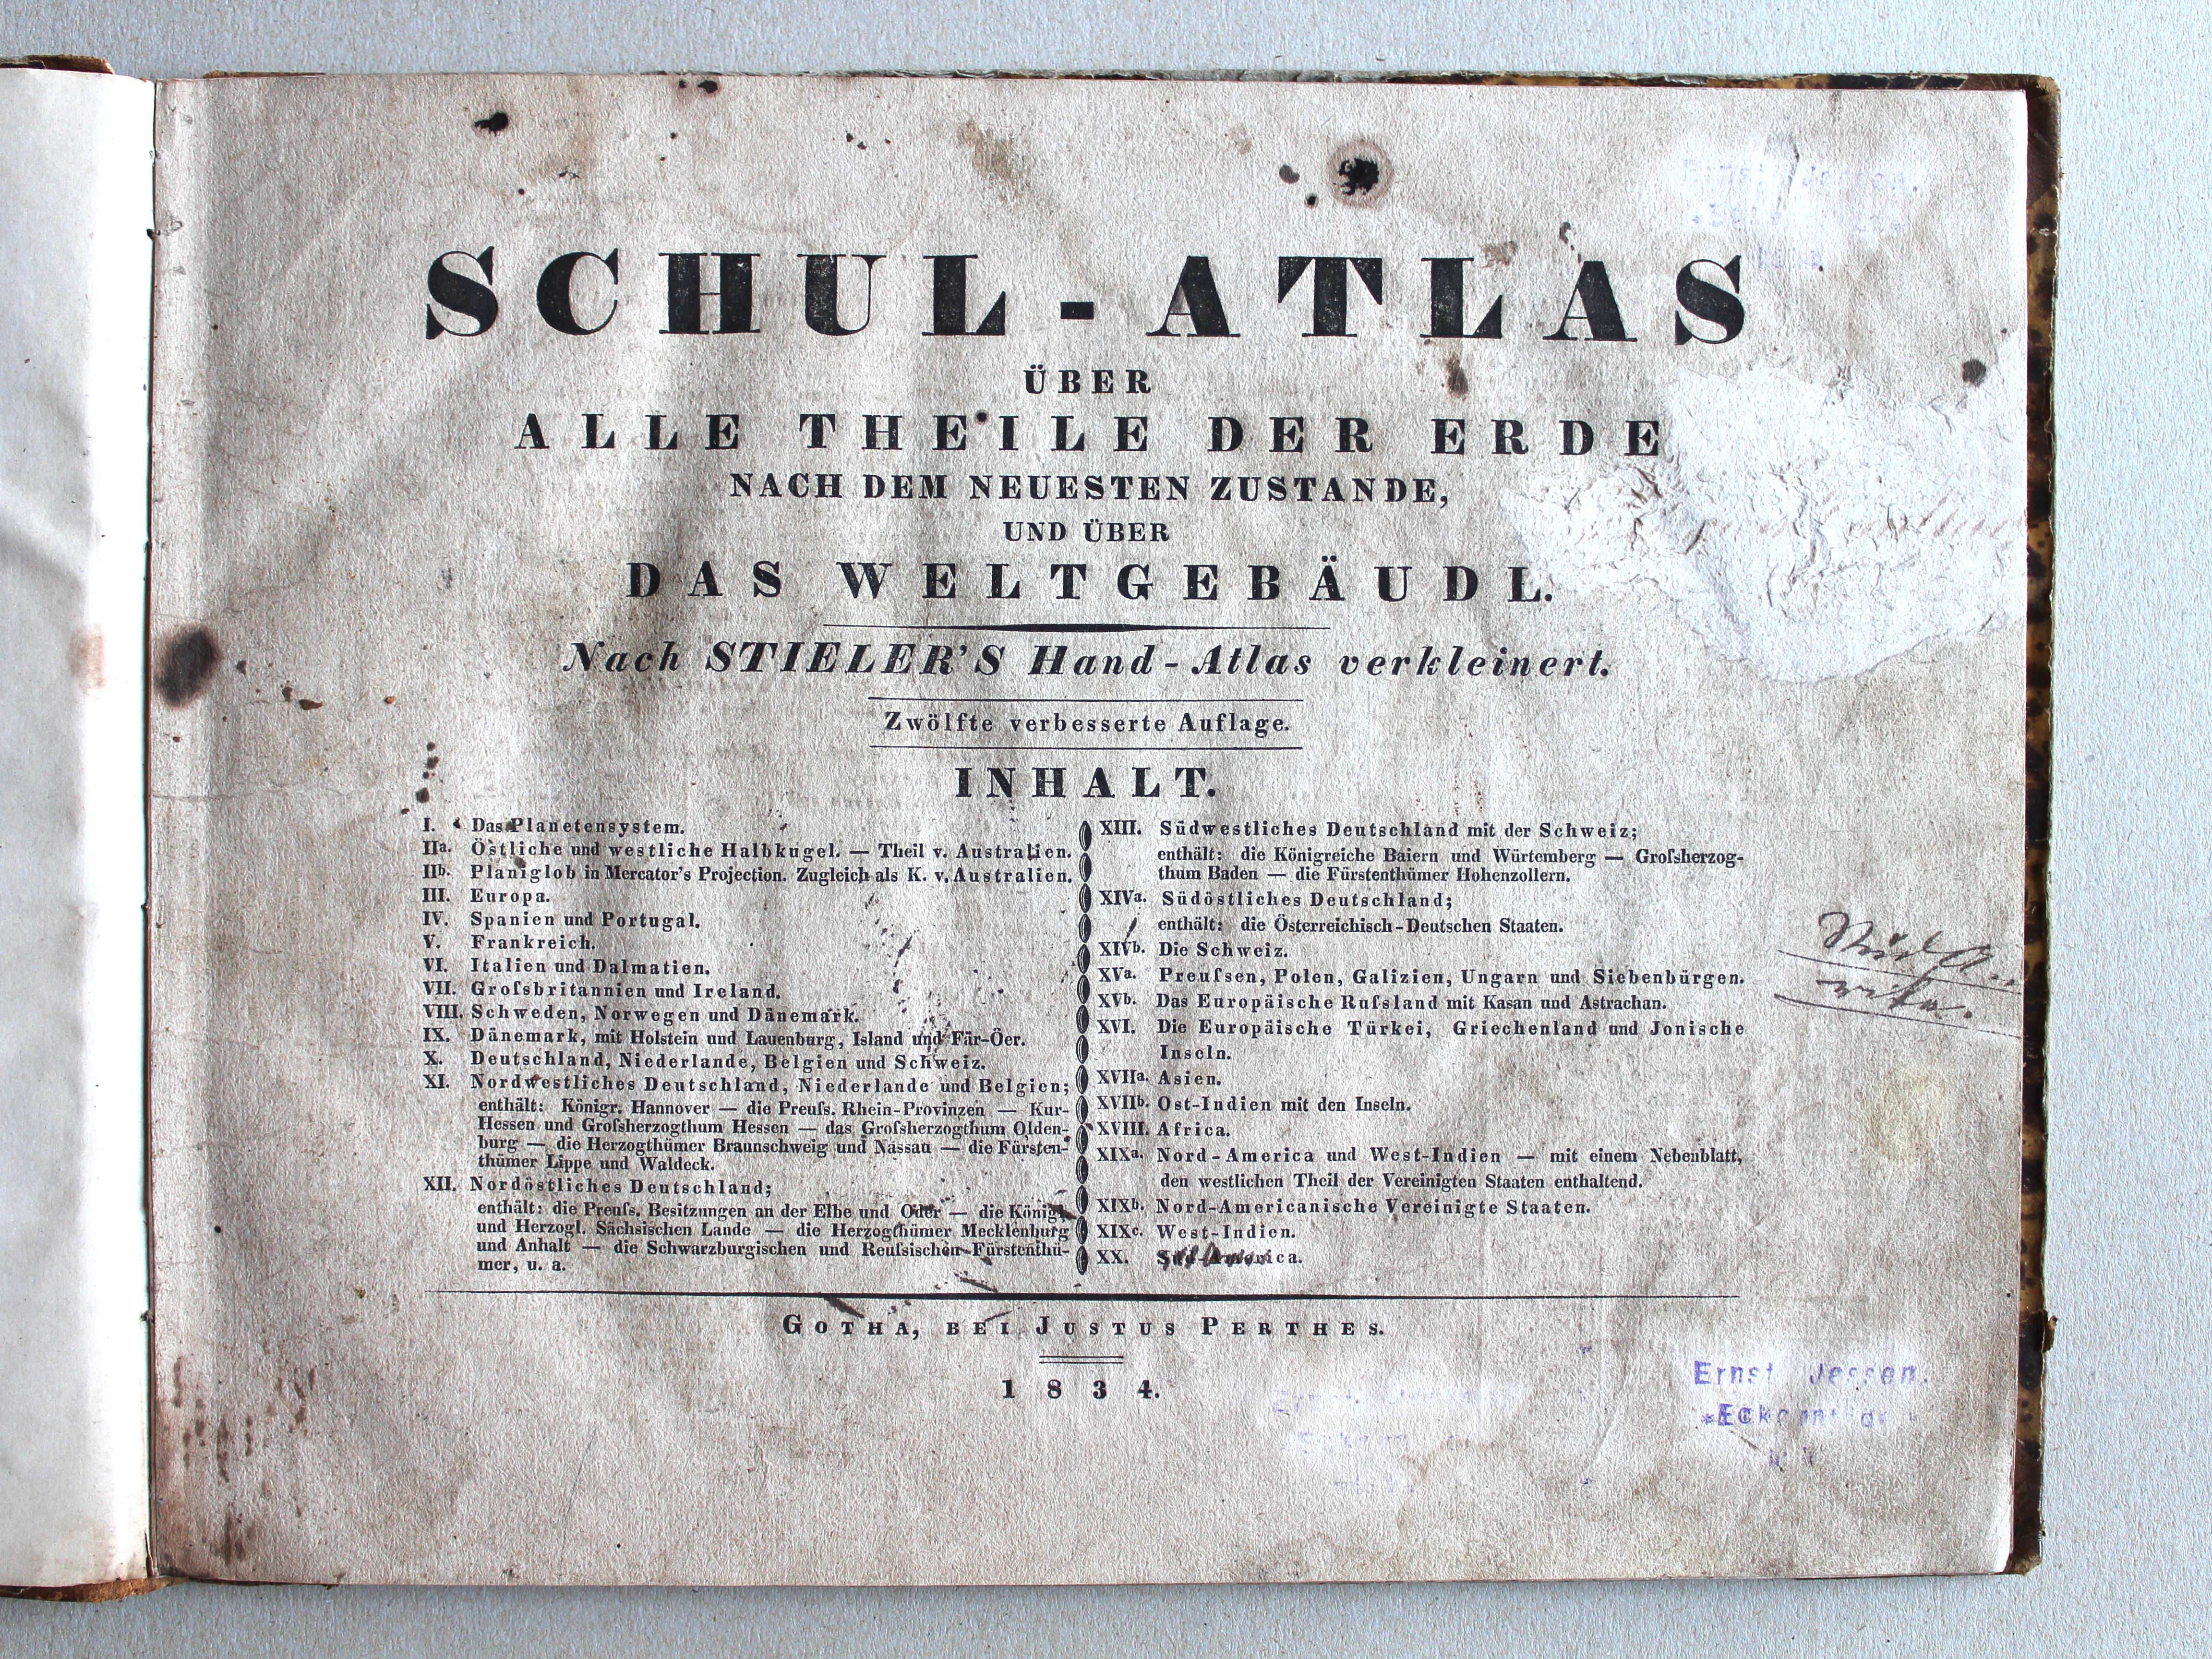 SCHUL-ATLAS
ÜBER
ALLE THEILE DER ERDE
NACH DEM NEUESTEN ZUSTANDE,
UND ÜBER
DAS WELTGEBÄUDE.
Nach STIELER'S Hand-Atlas verkleinert.
Zwölfte verbesserte Auflage.
INHALT.
I. Das Planetensystem.
IIa. Östliche und westliche Halbkugel. — Theil v. Australien.
IIb. Planiglob in Mercator's Projection. Zugleich als K. v. Australien.
III. Europa.
IV. Spanien und Portugal.
V. Frankreich.
VI. Italien und Dalmatien.
VII. Groſsbritannien und Ireland.
VIII. Schweden, Norwegen und Dänemark.
IX. Dänemark, mit Holstein und Lauenburg, Island und Fär-Öer.
X. Deutschland, Niederlande, Belgien und Schweiz.
XI. Nordwestliches Deutschland, Niederlande und Belgien;
enthält: Königr. Hannover — die Preuſs. Rhein-Provinzen — Kur-
Hessen und Groſsherzogthum Hessen — das Groſsherzogthum Olden-
burg — die Herzogthümer Braunschweig und Nassau — die Fürsten-
thümer Lippe und Waldeck.
XII. Nordöstliches Deutschland;
enthält: die Preuſs. Besitzungen an der Elbe und Oder — die Königl.
und Herzogl. Sächsischen Lande — die Herzogthümer Mecklenburg
und Anhalt — die Schwarzburgischen und Reuſsischen Fürstenthü-
mer, u. a.
XIII. Südwestliches Deutschland mit der Schweiz;
enthält: die Königreiche Baiern und Würtemberg — Groſsherzog-
thum Baden — die Fürstenthümer Hohenzollern.
XIVa. Südöstliches Deutschland;
enthält: die Österreichisch-Deutschen Staaten.
XIVb. Die Schweiz.
XVa. Preuſsen, Polen, Galizien, Ungarn und Siebenbürgen.
XVb. Das Europäische Ruſsland mit Kasan und Astrachan.
XVI. Die Europäische Türkei, Griechenland und Jonische
Inseln.
XVIIa. Asien.
XVIIb. Ost-Indien mit den Inseln.
XVIII. Africa.
XIXa. Nord-America und West-Indien — mit einem Nebenblatt,
den westlichen Theil der Vereinigten Staaten enthaltend.
XIXb. Nord-Americanische Vereinigte Staaten.
XIXc. West-Indien.
XX. Süd-America.
GOTHA, BEI JUSTUS PERTHES.
1834.
Ernst Jessen.